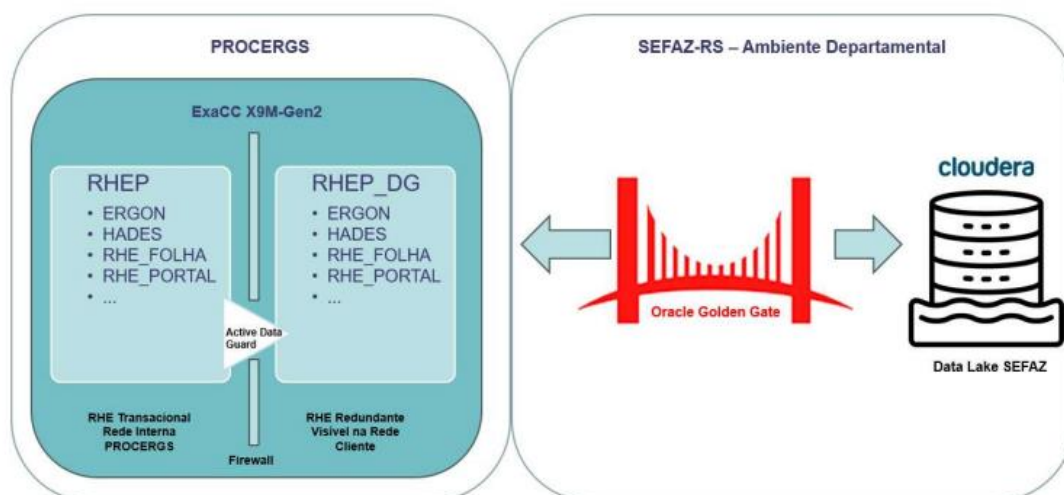 PROCERGS
SEFAZ-RS – Ambiente Departamental
ExaCC X9M-Gen2
RHEP
• ERGON
• HADES
• RHE_FOLHA
• RHE_PORTAL
• ...
RHEP_DG
• ERGON
• HADES
• RHE_FOLHA
• RHE_PORTAL
• ...
Active Data
Guard
RHE Transacional
Rede Interna
PROCERGS
RHE Redundante
Visivel na Rede
Cliente
Firewall
Oracle Golden Gate
cloudera
Data Lake SEFAZ